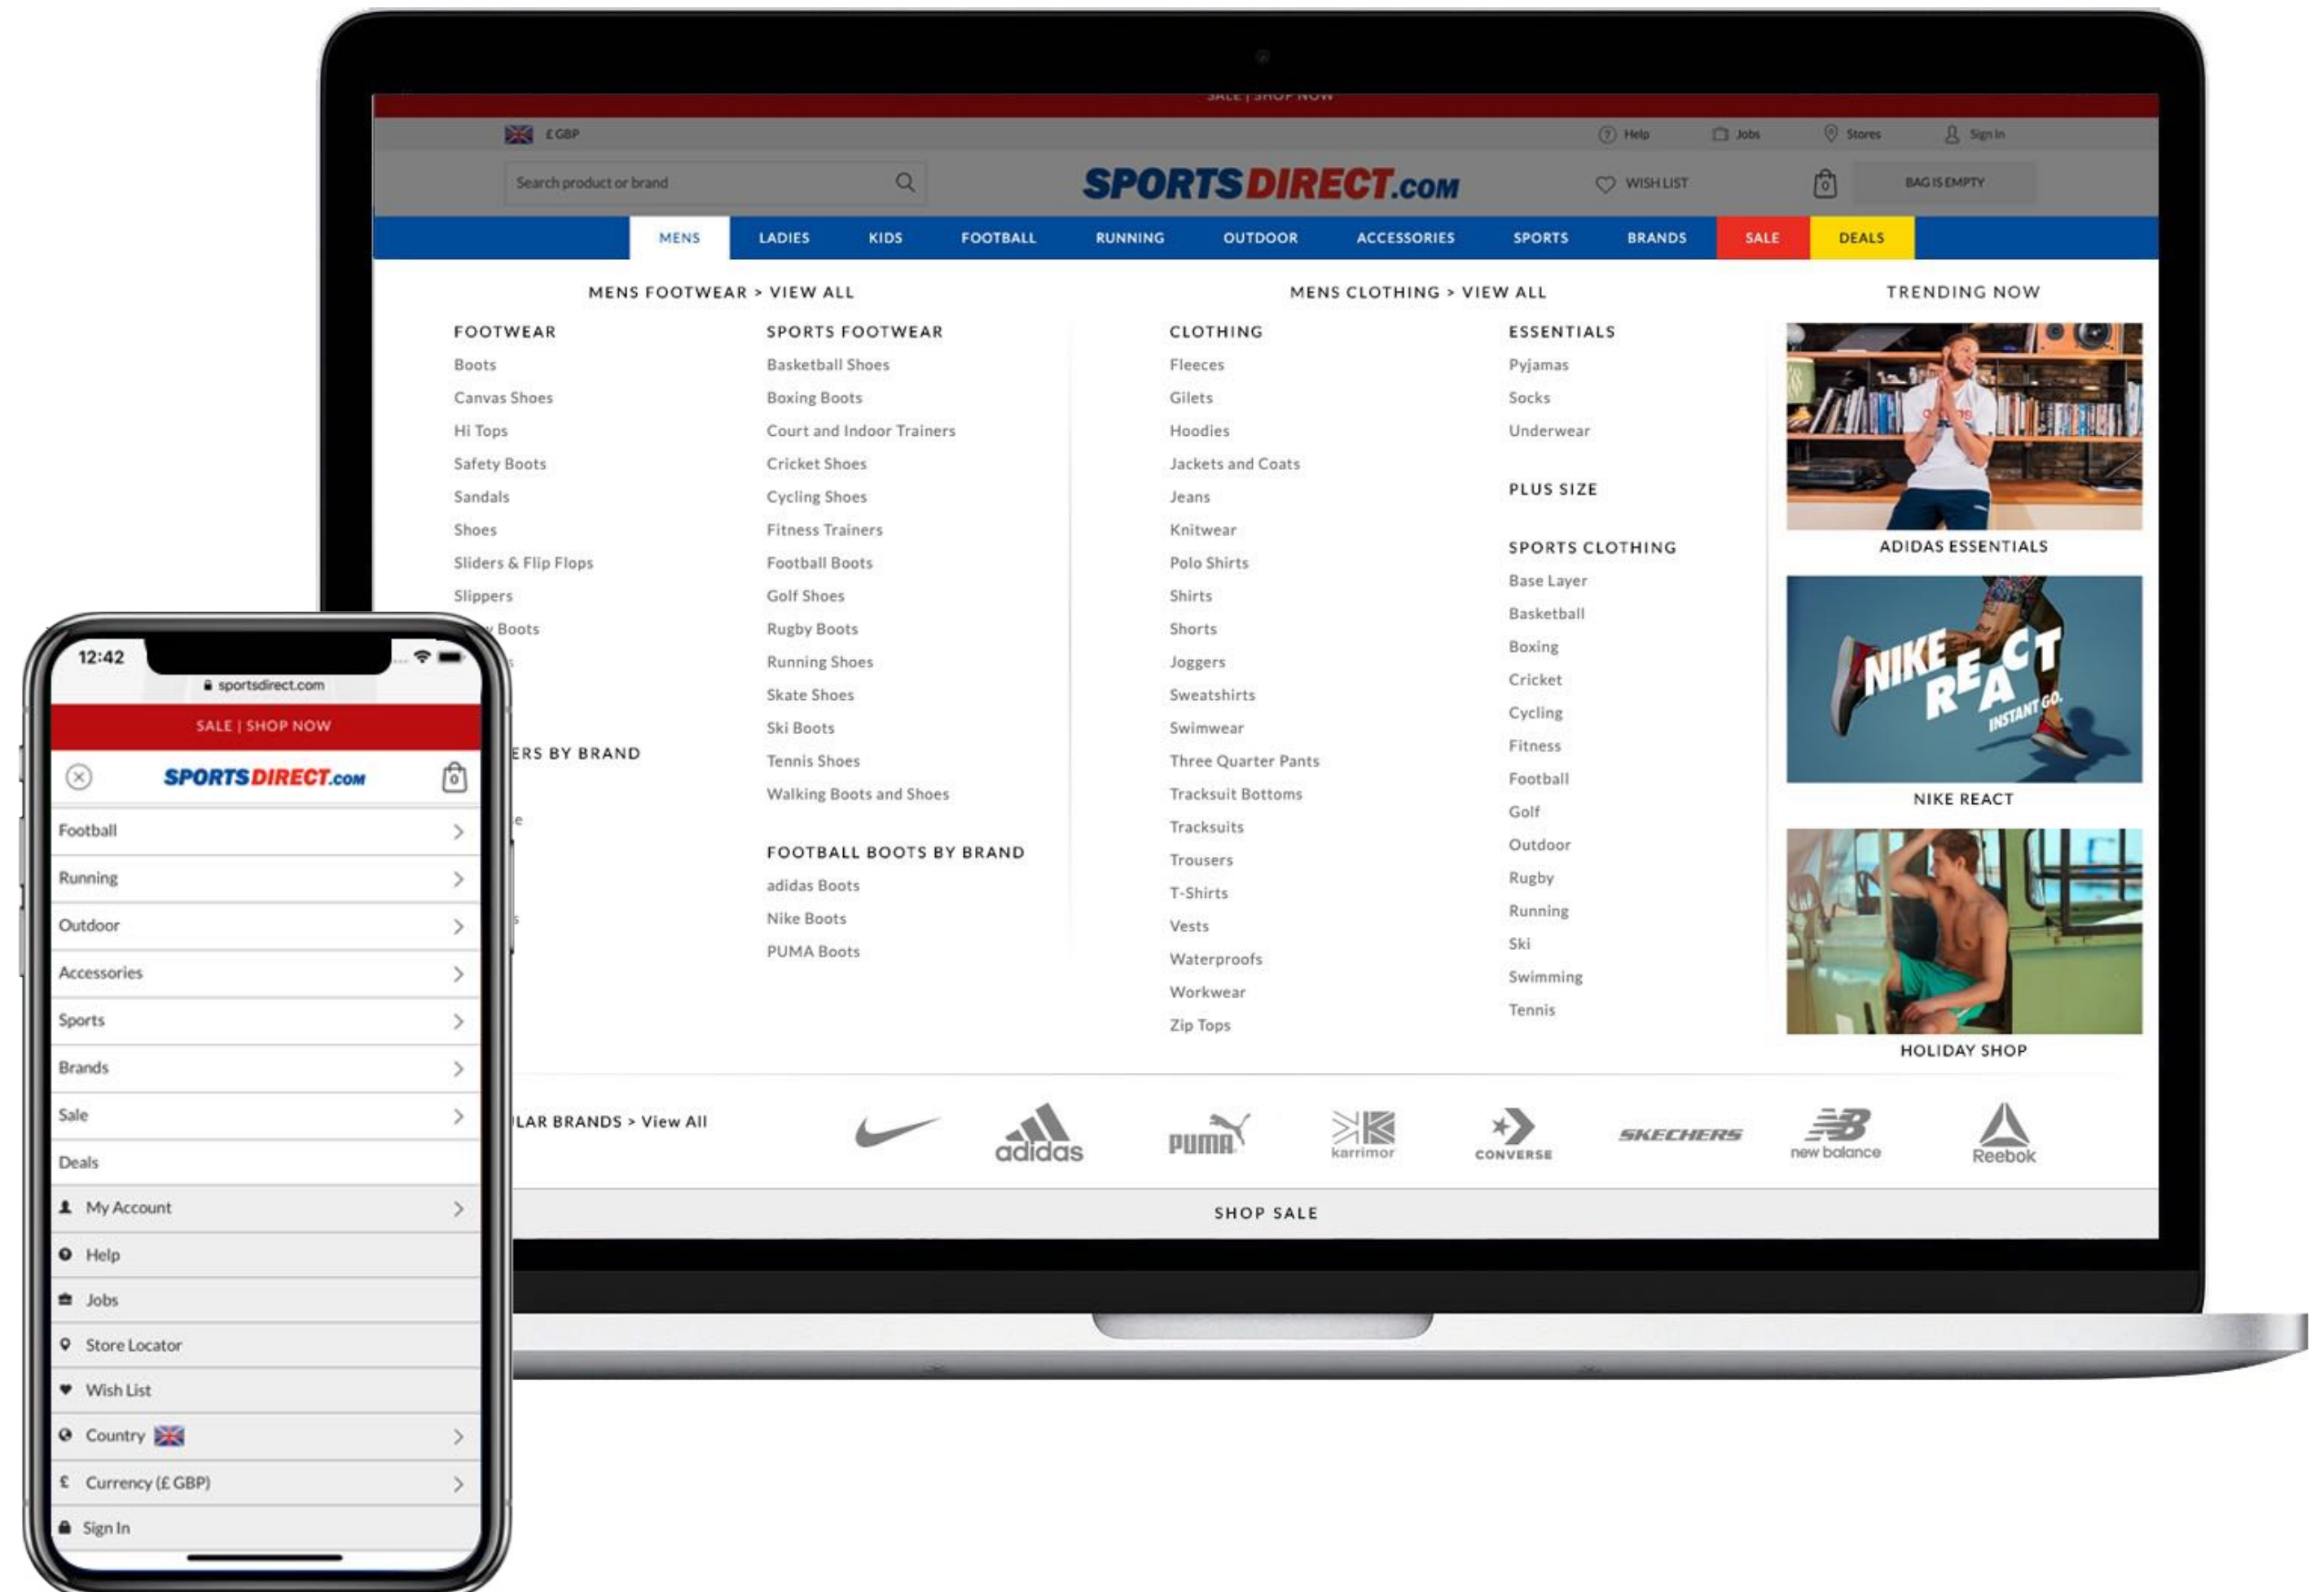 SALE | SHOP NOW
£ GBP
Help
Jobs
Stores
Sign In
Search product or brand
SPORTSDIRECT.COM
WISH LIST
0
BAG IS EMPTY
MENS
LADIES
KIDS
FOOTBALL
RUNNING
OUTDOOR
ACCESSORIES
SPORTS
BRANDS
SALE
DEALS
MENS FOOTWEAR > VIEW ALL
FOOTWEAR
Boots
Canvas Shoes
Hi Tops
Safety Boots
Sandals
Shoes
Sliders & Flip Flops
Slippers
Boots
ERS BY BRAND
SPORTS FOOTWEAR
Basketball Shoes
Boxing Boots
Court and Indoor Trainers
Cricket Shoes
Cycling Shoes
Fitness Trainers
Football Boots
Golf Shoes
Rugby Boots
Running Shoes
Skate Shoes
Ski Boots
Tennis Shoes
Walking Boots and Shoes
FOOTBALL BOOTS BY BRAND
adidas Boots
Nike Boots
PUMA Boots
MENS CLOTHING > VIEW ALL
CLOTHING
Fleeces
Gilets
Hoodies
Jackets and Coats
Jeans
Knitwear
Polo Shirts
Shirts
Shorts
Joggers
Sweatshirts
Swimwear
Three Quarter Pants
Tracksuit Bottoms
Tracksuits
Trousers
T-Shirts
Vests
Waterproofs
Workwear
Zip Tops
ESSENTIALS
Pyjamas
Socks
Underwear
PLUS SIZE
SPORTS CLOTHING
Base Layer
Basketball
Boxing
Cricket
Cycling
Fitness
Football
Golf
Outdoor
Rugby
Running
Ski
Swimming
Tennis
TRENDING NOW
ADIDAS ESSENTIALS
NIKE
REACT
INSTANT GO.
NIKE REACT
HOLIDAY SHOP
LAR BRANDS > View All
adidas
PUMA
karrimor
CONVERSE
SKECHERS
new balance
Reebok
SHOP SALE
12:42
sportsdirect.com
SALE | SHOP NOW
SPORTSDIRECT.COM
0
Football
Running
Outdoor
Accessories
Sports
Brands
Sale
Deals
My Account
Help
Jobs
Store Locator
Wish List
Country
£ Currency (£ GBP)
Sign In